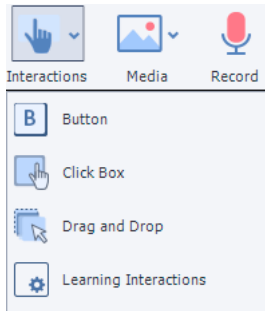 Interactions Media Record
B Button
Click Box
Drag and Drop
Learning Interactions